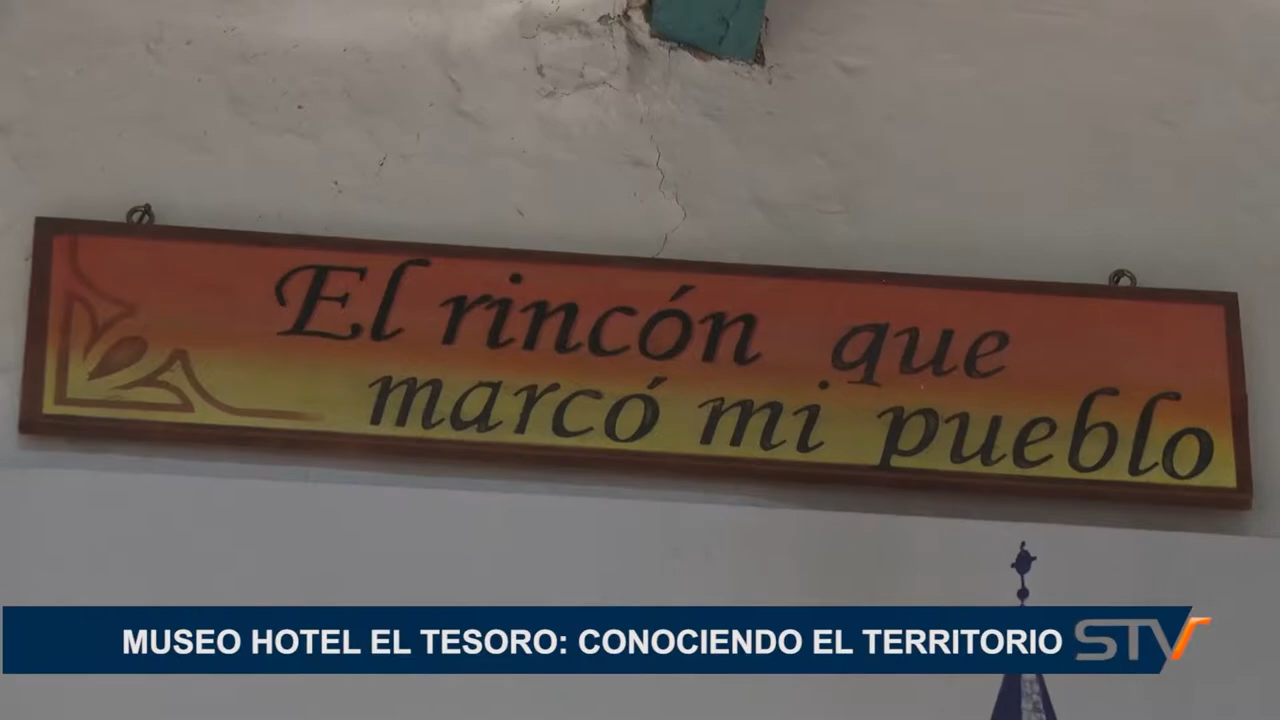 El rincón que
marcó mi pueblo
MUSEO HOTEL EL TESORO: CONOCIENDO EL TERRITORIO
STV